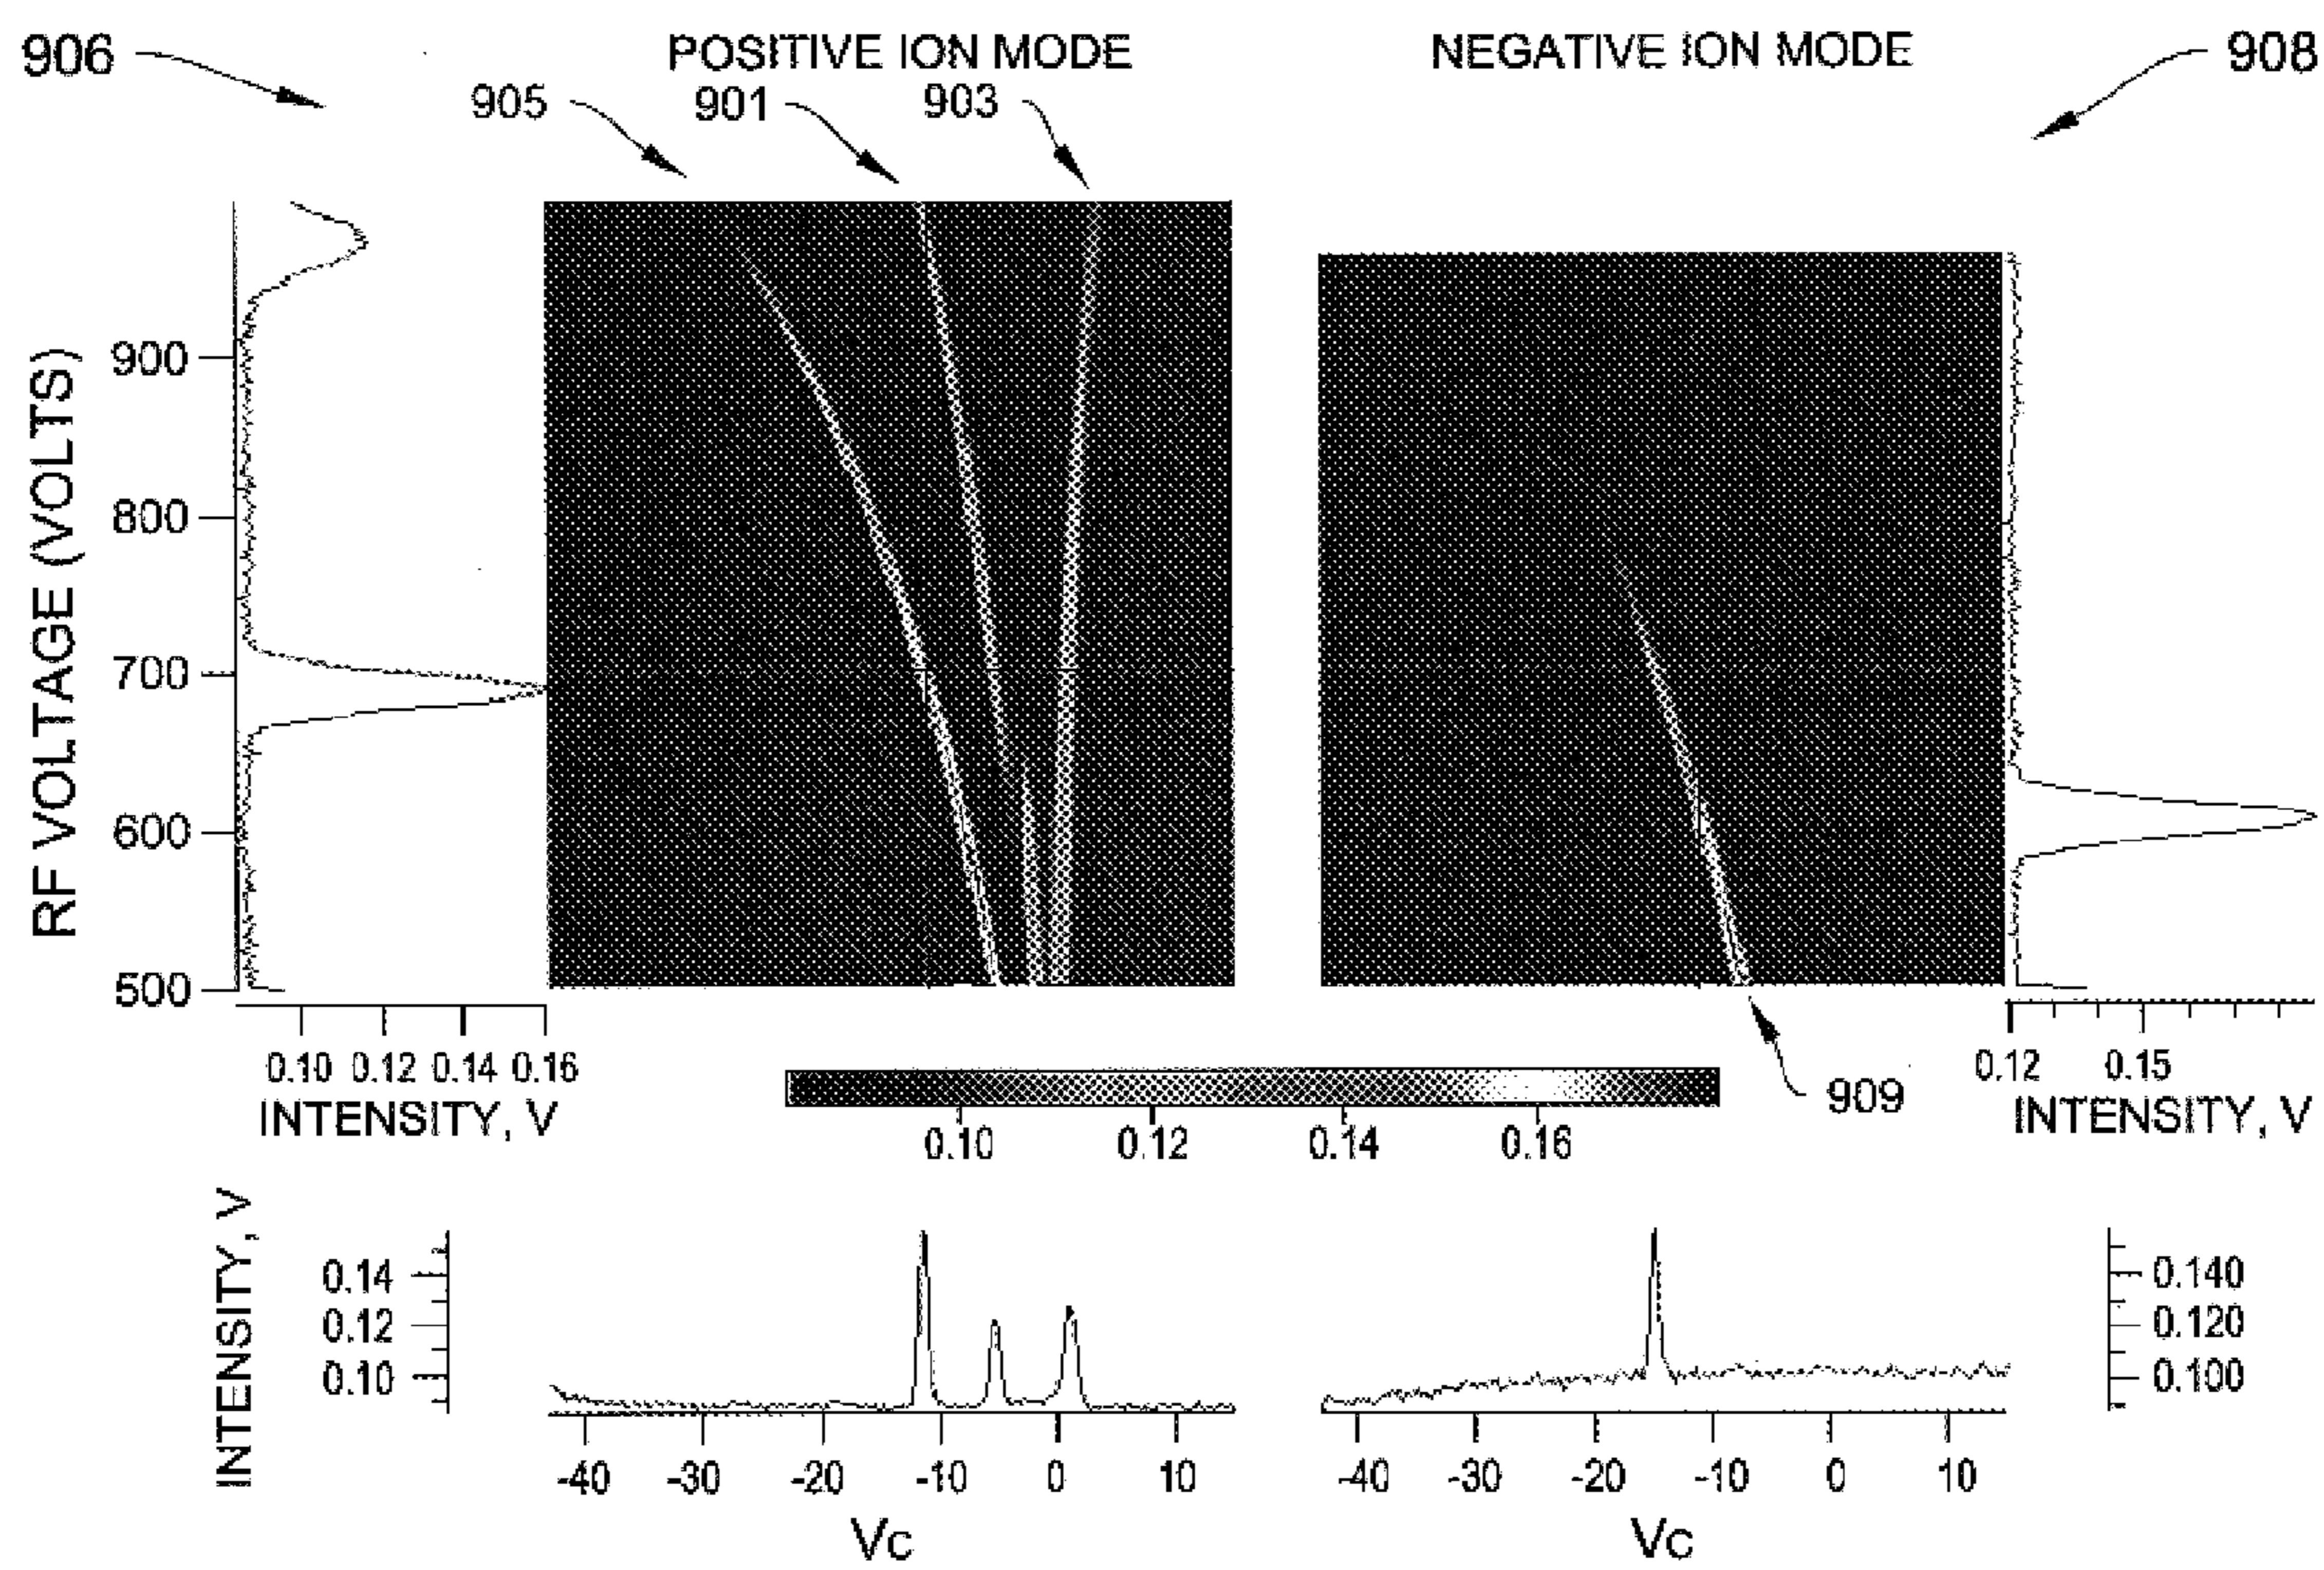 906
POSITIVE ION MODE
NEGATIVE ION MODE
908
905
901
903
RF VOLTAGE (VOLTS)
900
800
700
600
500
0.10 0.12 0.14 0.16
INTENSITY, V
909
0.12 0.15
INTENSITY, V
0.10 0.12 0.14 0.16
INTENSITY, V
0.14
0.12
0.10
0.140
0.120
0.100
-40 -30 -20 -10 0 10
-40 -30 -20 -10 0 10
Vc
Vc